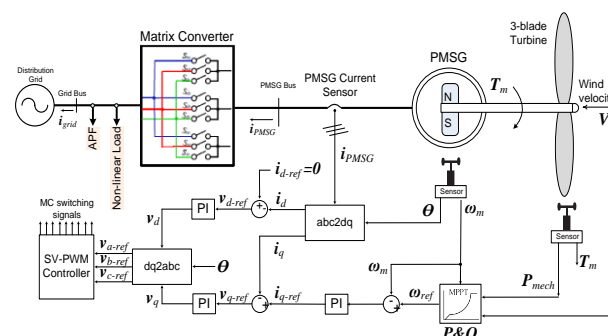 Matrix Converter
3-blade
Turbine
PMSG
Distribution
Grid
Grid Bus
PMSG Bus
PMSG Current
Sensor
T_m
Wind
velocity
V
N
S
i_grid
APF
Non-linear Load
i_PMSG
i_PMSG
i_d-ref=0
Sensor
MC switching
signals
v_d
PI
v_d-ref
+
-
i_d
abc2dq
Θ
ω_m
Sensor
T_m
SV-PWM
Controller
v_a-ref
v_b-ref
v_c-ref
dq2abc
Θ
i_q
ω_m
P_mech
v_q
PI
v_q-ref
i_q-ref
PI
ω_ref
MPPT
P&O